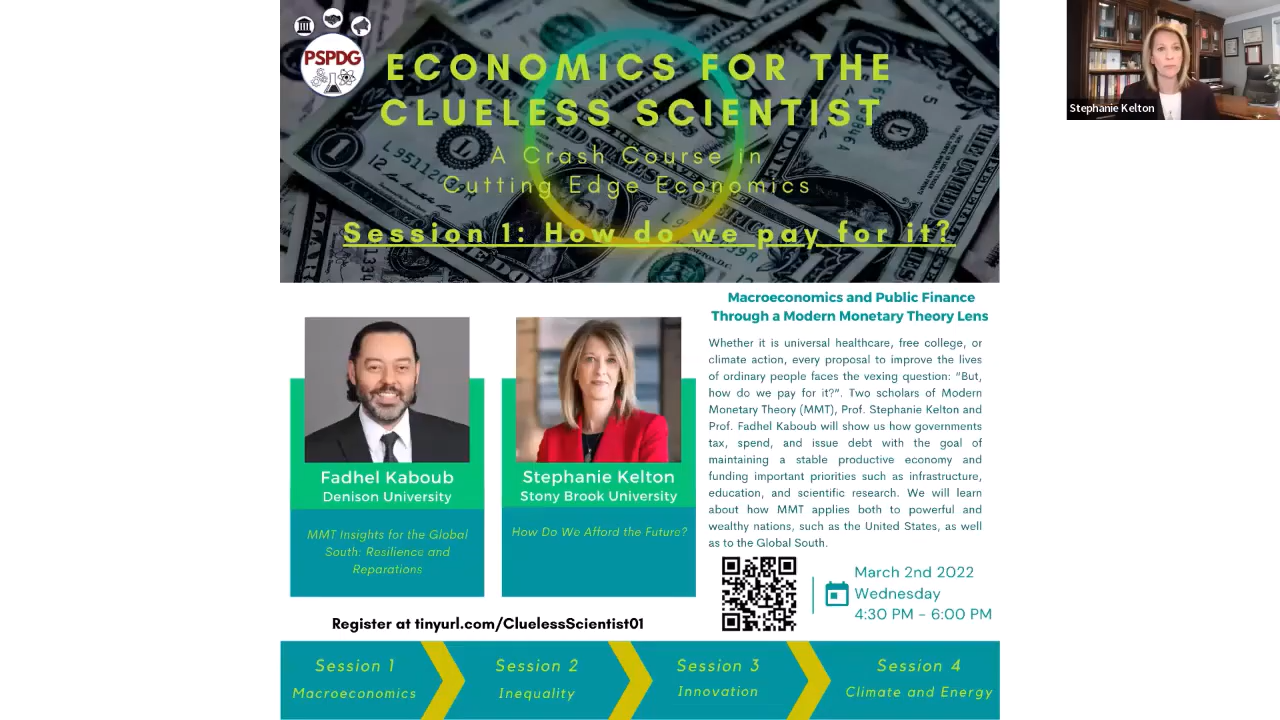 PSPDG
ECONOMICS FOR THE
CLUELESS SCIENTIST
A Crash Course in
Cutting Edge Economics
Session 1: How do we pay for it?
Stephanie Kelton
Fadhel Kaboub
Denison University
MMT Insights for the Global
South: Resilience and
Reparations
Stephanie Kelton
Stony Brook University
How Do We Afford the Future?
Macroeconomics and Public Finance
Through a Modern Monetary Theory Lens
Whether it is universal healthcare, free college, or
climate action, every proposal to improve the lives
of ordinary people faces the vexing question: "But,
how do we pay for it?". Two scholars of Modern
Monetary Theory (MMT), Prof. Stephanie Kelton and
Prof. Fadhel Kaboub will show us how governments
tax, spend, and issue debt with the goal of
maintaining a stable productive economy and
funding important priorities such as infrastructure,
education, and scientific research. We will learn
about how MMT applies both to powerful and
wealthy nations, such as the United States, as well
as to the Global South.
March 2nd 2022
Wednesday
4:30 PM - 6:00 PM
Register at tinyurl.com/CluelessScientist01
Session 1
Macroeconomics
Session 2
Inequality
Session 3
Innovation
Session 4
Climate and Energy